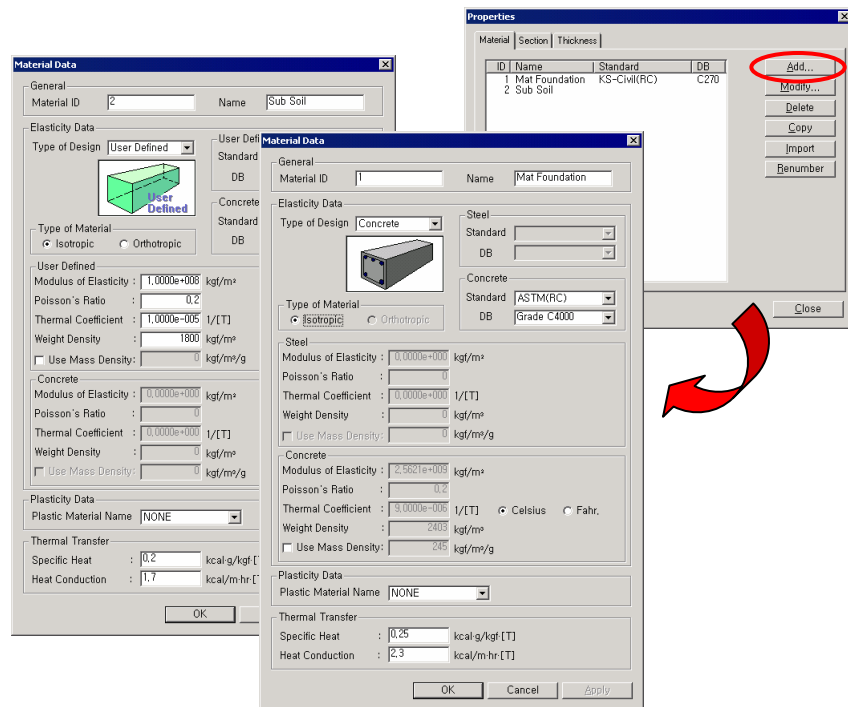 Properties
Material Section Thickness
ID Name Standard DB
1 Mat Foundation KS-Civil(RC) C270
2 Sub Soil
Add...
Modify...
Delete
Copy
Import
Renumber
Close
Material Data
General
Material ID 2 Name Sub Soil
Elasticity Data
Type of Design User Defined
User Defi
Standard
DB
User Defined
Concrete
Standard
DB
Type of Material
Isotropic Orthotropic
User Defined
Modulus of Elasticity : 1,0000e+008 kgf/m²
Poisson's Ratio : 0,2
Thermal Coefficient : 1,0000e-005 1/[T]
Weight Density : 1800 kgf/m³
Use Mass Density: 0 kgf/m³/g
Concrete
Modulus of Elasticity : 0,0000e+000 kgf/m²
Poisson's Ratio : 0
Thermal Coefficient : 0,0000e+000 1/[T]
Weight Density : 0 kgf/m³
Use Mass Density: 0 kgf/m³/g
Plasticity Data
Plastic Material Name NONE
Thermal Transfer
Specific Heat : 0,2 kcal·g/kgf·[T
Heat Conduction : 1,7 kcal/m·hr·[T
OK
Material Data
General
Material ID 1 Name Mat Foundation
Elasticity Data
Type of Design Concrete
Steel
Standard
DB
Concrete
Standard ASTM(RC)
DB Grade C4000
Type of Material
Isotropic Orthotropic
Steel
Modulus of Elasticity : 0,0000e+000 kgf/m²
Poisson's Ratio : 0
Thermal Coefficient : 0,0000e+000 1/[T]
Weight Density : 0 kgf/m³
Use Mass Density: 0 kgf/m³/g
Concrete
Modulus of Elasticity : 2,5621e+009 kgf/m²
Poisson's Ratio : 0,2
Thermal Coefficient : 9,0000e-006 1/[T] Celsius Fahr,
Weight Density : 2403 kgf/m³
Use Mass Density: 245 kgf/m³/g
Plasticity Data
Plastic Material Name NONE
Thermal Transfer
Specific Heat : 0,25 kcal·g/kgf·[T]
Heat Conduction : 2,3 kcal/m·hr·[T]
OK Cancel Apply